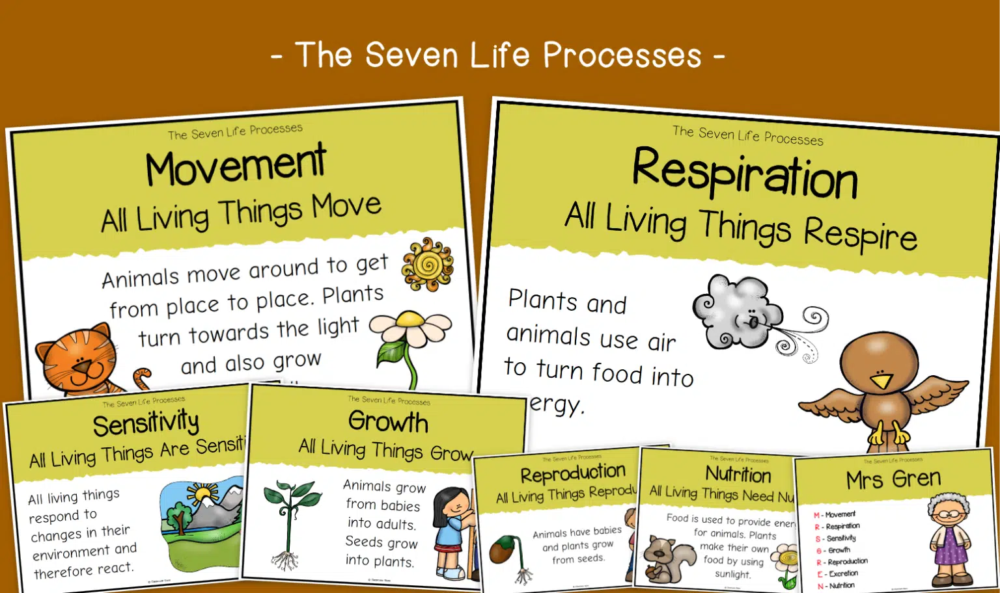 - The Seven Life Processes -
The Seven Life Processes
Movement
All Living Things Move
Animals move around to get
from place to place. Plants
turn towards the light
and also grow
The Seven Life Processes
Respiration
All Living Things Respire
Plants and
animals use air
to turn food into
ergy.
The Seven Life Processes
Sensitivity
All Living Things Are Sensiti
All living things
respond to
changes in their
environment and
therefore react.
The Seven Life Processes
Growth
All Living Things Grow
Animals grow
from babies
into adults.
Seeds grow
into plants.
The Seven Life Processes
Reproduction
All Living Things Reprodu
Animals have babies
and plants grow
from seeds.
The Seven Life Processes
Nutrition
All Living Things Need Nu
Food is used to provide ener
for animals. Plants
make their own
food by using
sunlight.
The Seven Life Processes
Mrs Gren
M - Movement
R - Respiration
S - Sensitivity
G - Growth
R - Reproduction
E - Excretion
N - Nutrition